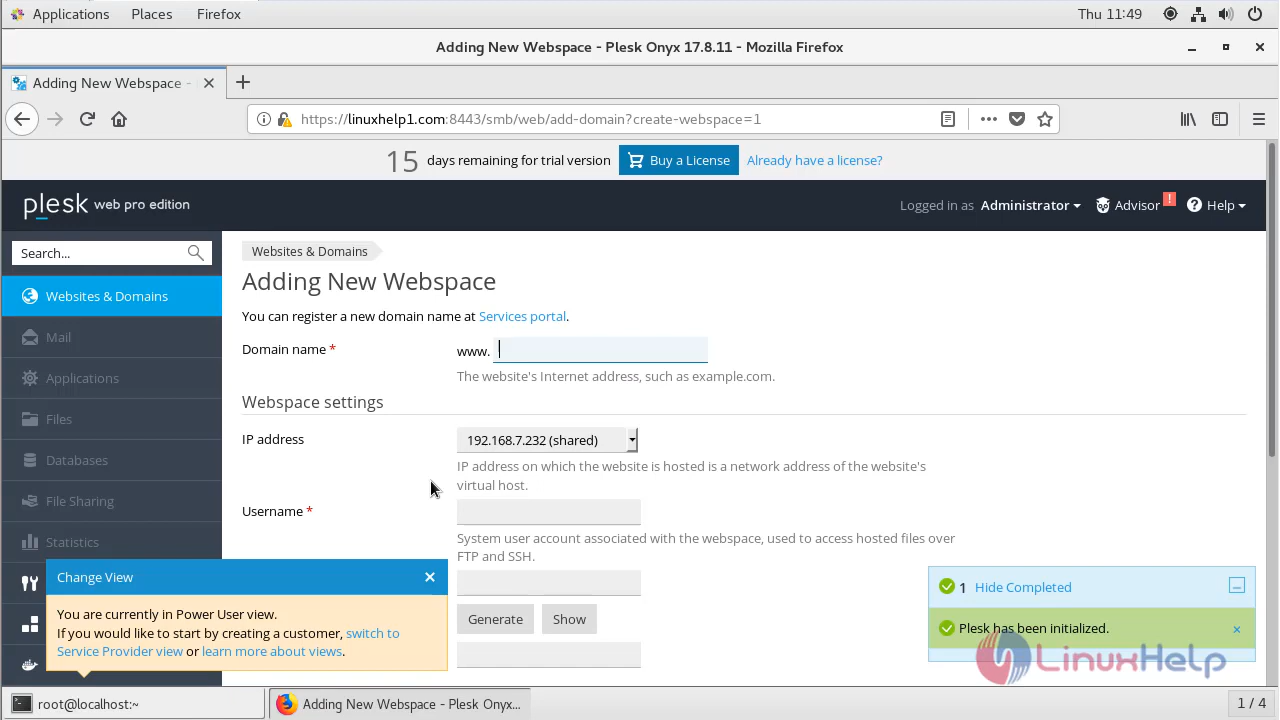 Applications Places Firefox Thu 11:49
Adding New Webspace - Plesk Onyx 17.8.11 - Mozilla Firefox
Adding New Webspace -
https://linuxhelp1.com:8443/smb/web/add-domain?create-webspace=1
15 days remaining for trial version Buy a License Already have a license?
plesk web pro edition Logged in as Administrator Advisor ! Help
Search...
Websites & Domains
Mail
Applications
Files
Databases
File Sharing
Statistics
Websites & Domains
Adding New Webspace
You can register a new domain name at Services portal.
Domain name * www.
The website's Internet address, such as example.com.
Webspace settings
IP address 192.168.7.232 (shared)
IP address on which the website is hosted is a network address of the website's
virtual host.
Username *
System user account associated with the webspace, used to access hosted files over
FTP and SSH.
Generate Show
Change View
You are currently in Power User view.
If you would like to start by creating a customer, switch to
Service Provider view or learn more about views.
1 Hide Completed
Plesk has been initialized.
LinuxHelp
root@localhost:~ Adding New Webspace - Plesk Onyx... 1 / 4